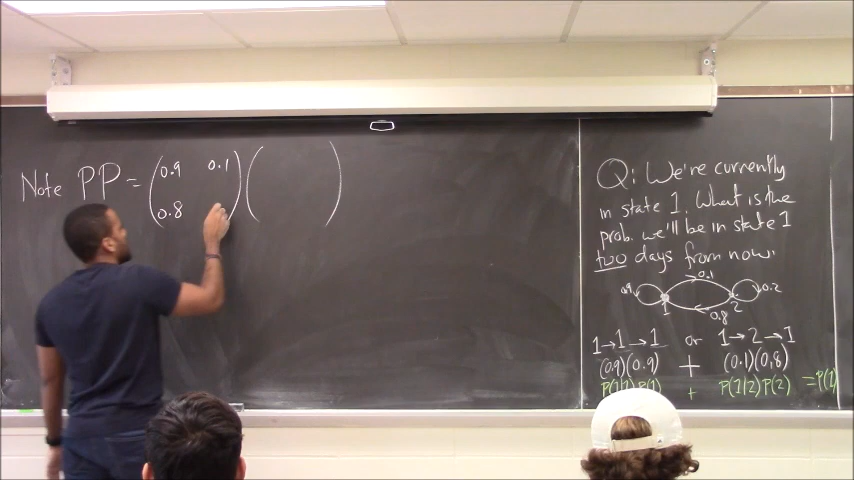 Note PP = (0.9 0.1) ( )
0.8
Q: We're currently
in state 1. What is the
prob. we'll be in state 1
two days from now.
0.1
0.9 0.2
1 2
0.8
1→1→1 or 1→2→1
(0.9)(0.9) + (0.1)(0.8)
P(1|1)P(1) + P(1|2)P(2) = P(1)